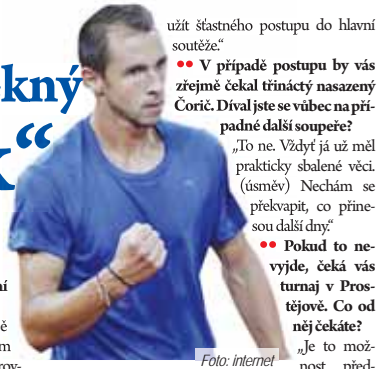 kný
“
užít šťastného postupu do hlavní
soutěže.“
•• V případě postupu by vás
zřejmě čekal třináctý nasazený
Čorič. Díval jste se vůbec na pří-
padné další soupeře?
„To ne. Vždyť já už měl
prakticky sbalené věci.
(úsměv) Nechám se
překvapit, co přine-
sou další dny.“
•• Pokud to ne-
vyjde, čeká vás
turnaj v Pros-
tějově. Co od
něj čekáte?
„Je to mož-
nost před-
ní
ě
m
rov-
Foto: internet